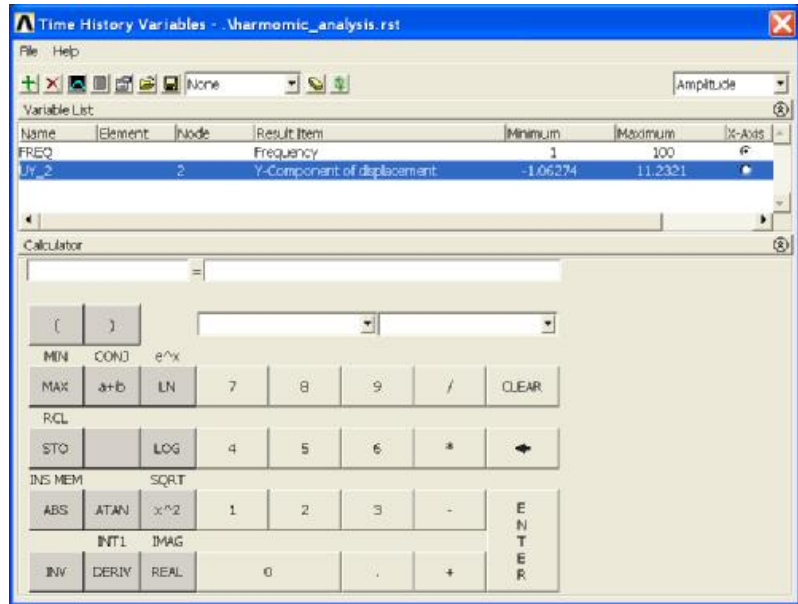 Time History Variables - .\harmomic_analysis.rst
File Help
None Amplitude
Variable List
Name Element Node Result Item Minimum Maximum X-Axis
FREQ Frequency 1 100
UY_2 2 Y-Component of displacement -1.06274 11.2321
Calculator
=
( )
MIN CONJ e^x
MAX a+ib LN 7 8 9 / CLEAR
RCL
STO LOG 4 5 6 *
INS MEM SQRT
ABS ATAN x^2 1 2 3 - ENTER
INT1 IMAG
INV DERIV REAL 0 . +